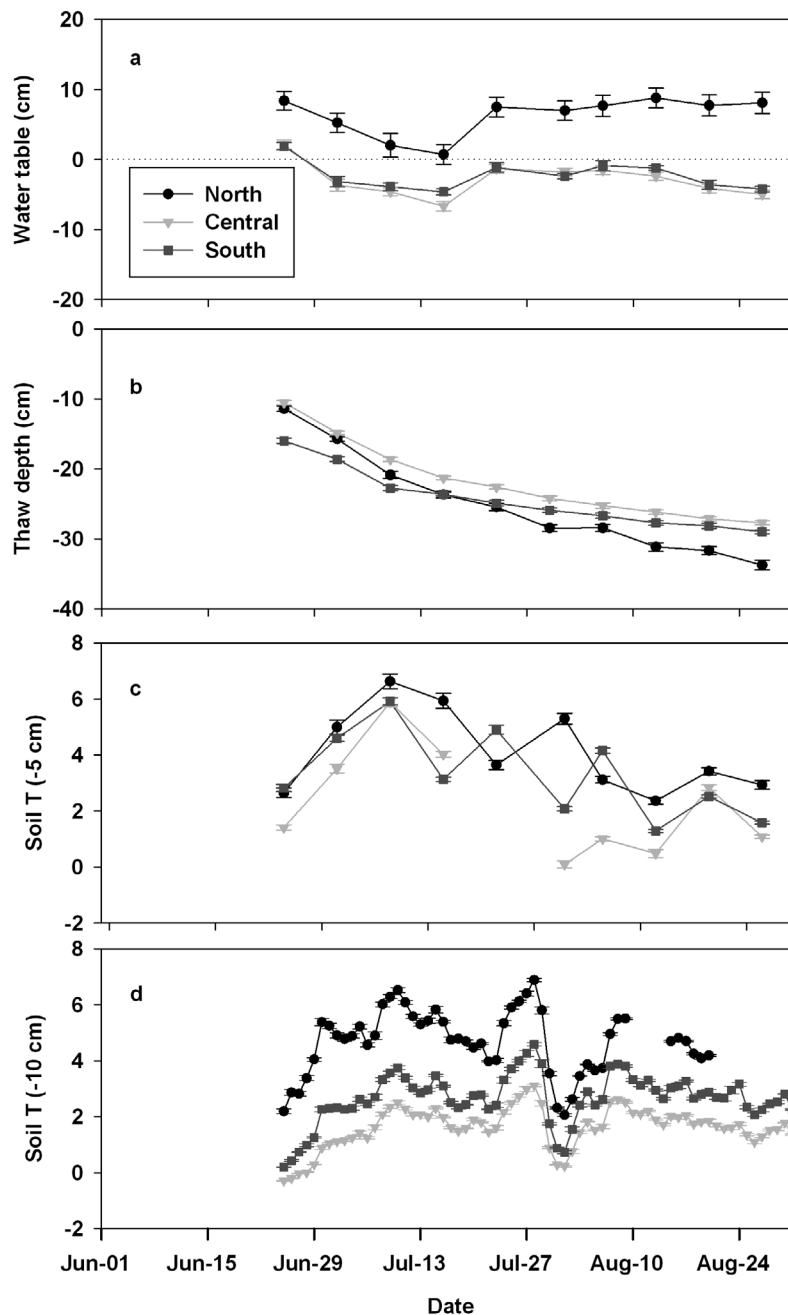 20
10
0
-10
-20
Water table (cm)
a
North
Central
South
0
-10
-20
-30
-40
Thaw depth (cm)
b
8
6
4
2
0
-2
Soil T (-5 cm)
c
8
6
4
2
0
-2
Soil T (-10 cm)
d
Jun-01 Jun-15 Jun-29 Jul-13 Jul-27 Aug-10 Aug-24
Date